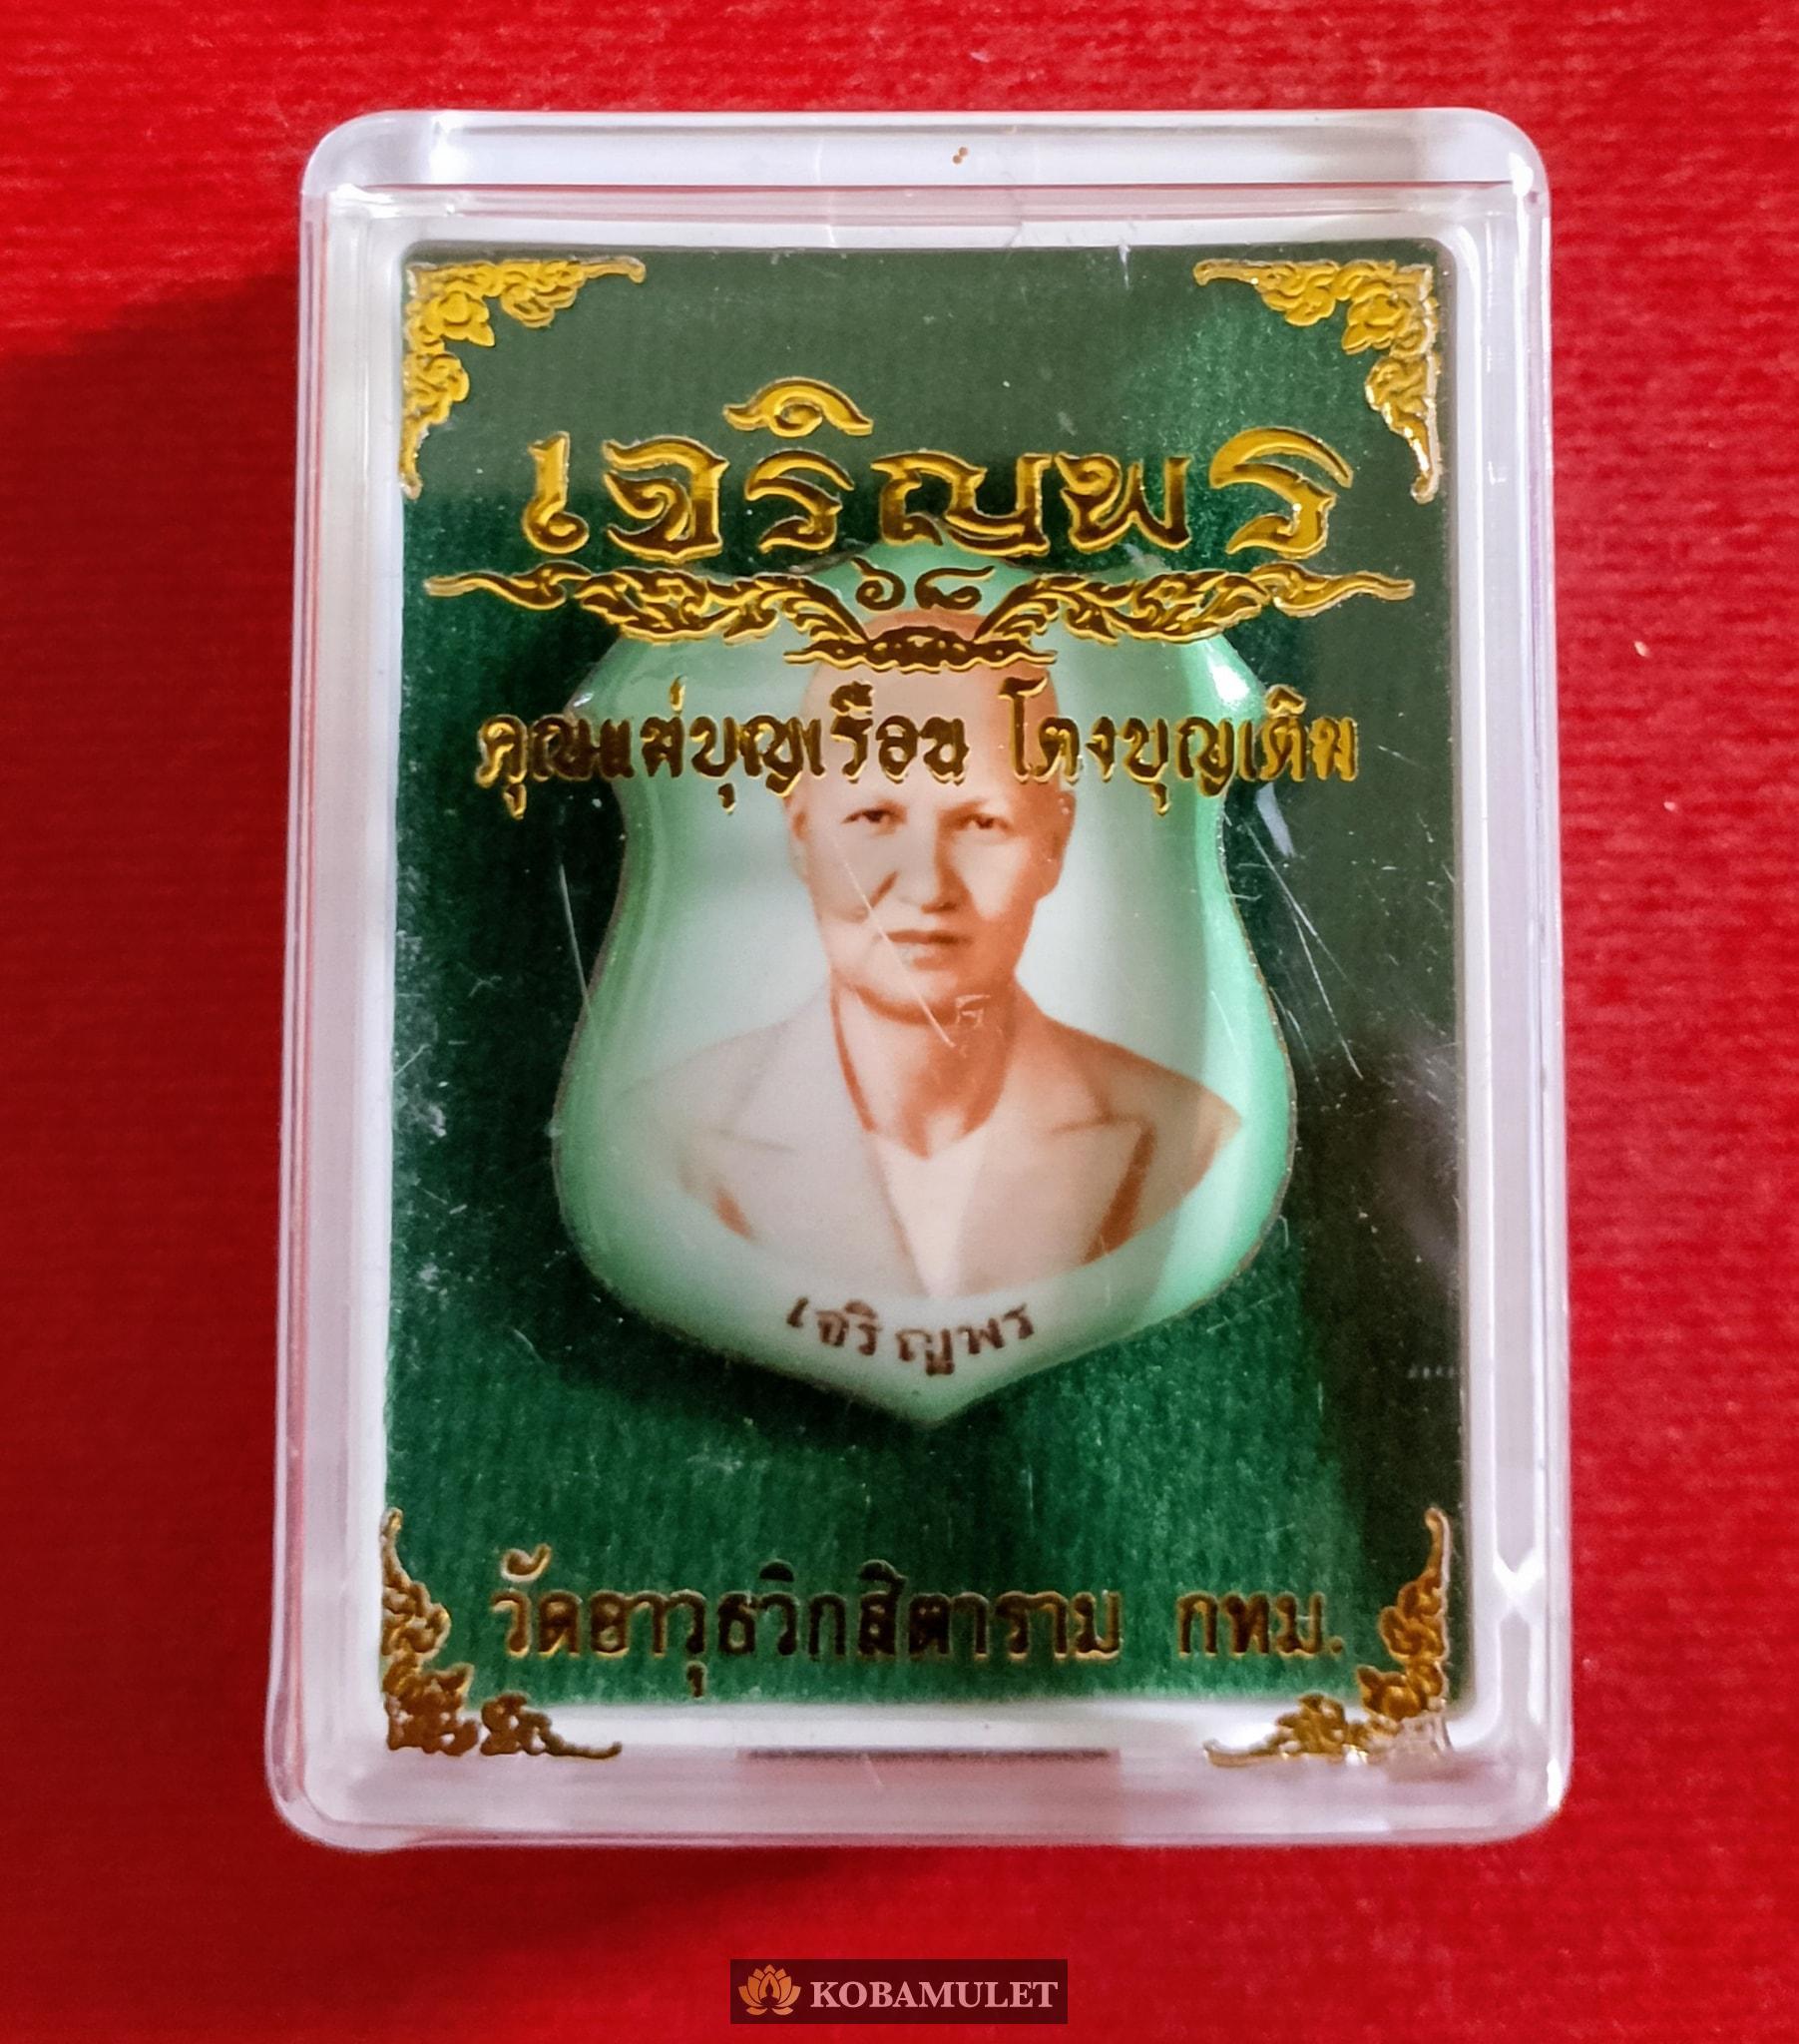 เจริญพร
๖๘
คุณแม่บุญเรือน โตงบุญเติม
เจริญพร
วัดอาวุธวิกสิตาราม กทม.
KOBAMULET